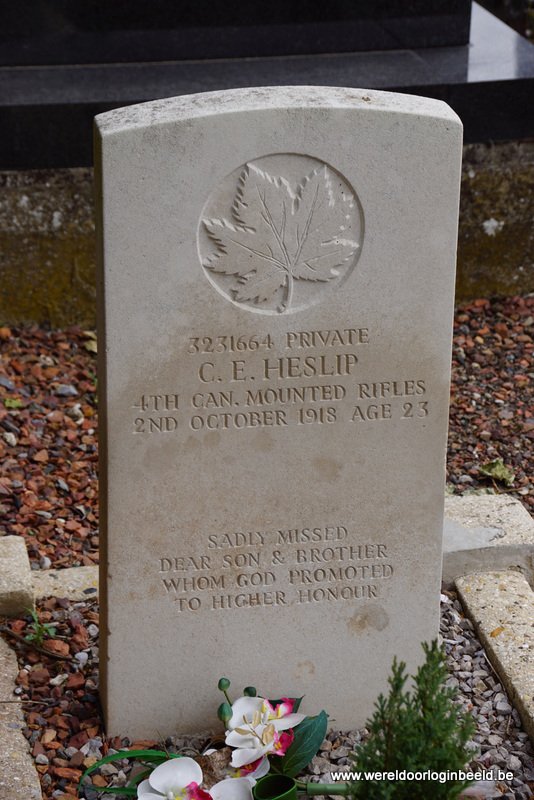 3231664 PRIVATE
C. E. HESLIP
4TH CAN. MOUNTED RIFLES
2ND OCTOBER 1918 AGE 23
SADLY MISSED
DEAR SON & BROTHER
WHOM GOD PROMOTED
TO HIGHER HONOUR
www.wereldoorloginbeeld.be